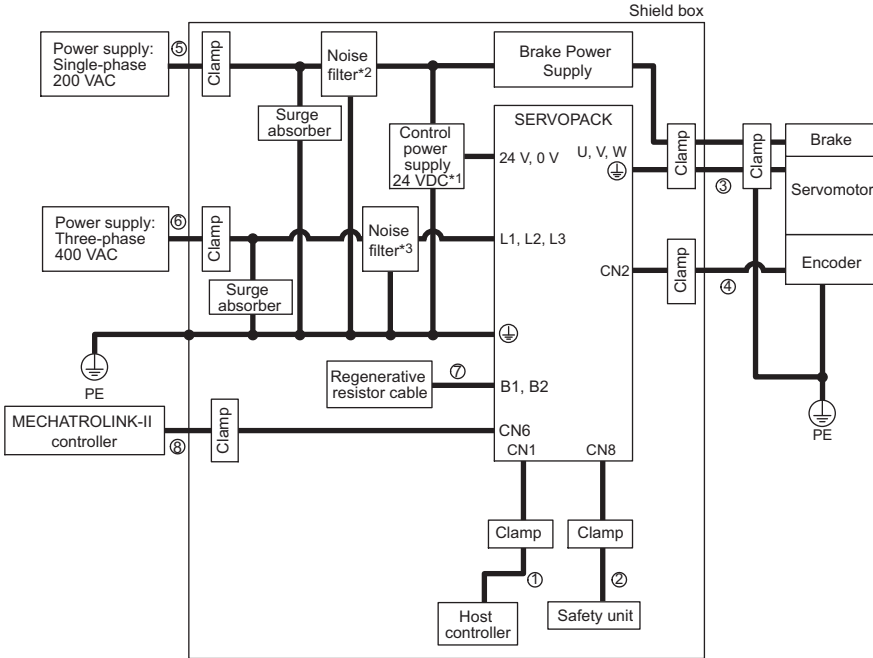 Shield box
Power supply:
Single-phase
200 VAC
⑤
Clamp
Noise
filter*2
Brake Power
Supply
Surge
absorber
Control
power
supply
24 VDC*1
SERVOPACK
24 V, 0 V
U, V, W
Clamp
③
Clamp
Brake
Servomotor
Encoder
Power supply:
Three-phase
400 VAC
⑥
Clamp
Noise
filter*3
L1, L2, L3
Surge
absorber
CN2
Clamp
④
PE
PE
Regenerative
resistor cable
⑦
B1, B2
MECHATROLINK-II
controller
⑧
Clamp
CN6
CN1
CN8
Clamp
Clamp
①
②
Host
controller
Safety unit